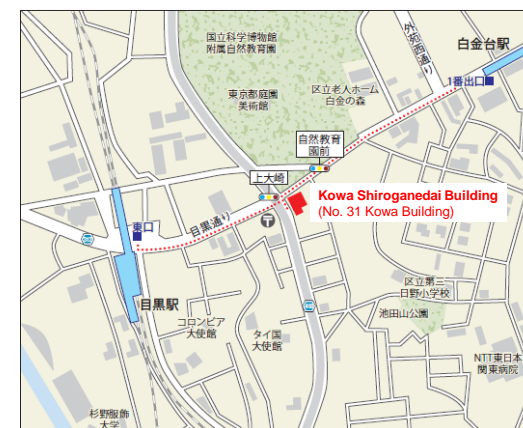 国立科学博物館
附属自然教育園
外苑西通り
白金台駅
1番出口
東京都庭園
美術館
区立老人ホーム
白金の森
自然教育
園前
上大崎
Kowa Shiroganedai Building
(No. 31 Kowa Building)
東口
目黒通り
目黒駅
区立第三
日野小学校
池田山公園
コロンビア
大使館
タイ国
大使館
NTT東日本
関東病院
杉野服飾
大学